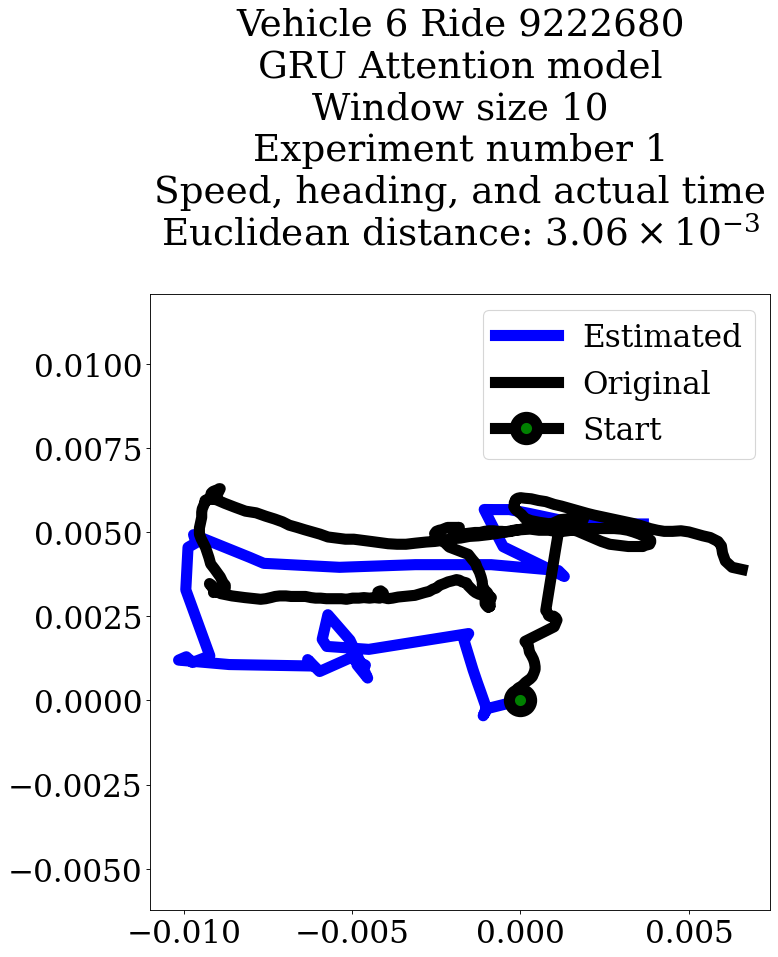 Vehicle 6 Ride 9222680
GRU Attention model
Window size 10
Experiment number 1
Speed, heading, and actual time
Euclidean distance: 3.06 × 10⁻³
Estimated
Original
Start
0.0100
0.0075
0.0050
0.0025
0.0000
−0.0025
−0.0050
−0.010 −0.005 0.000 0.005